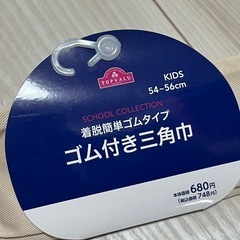 TOPVALU
KIDS
54~56cm
SCHOOL COLLECTION
着脱簡単ゴムタイプ
ゴム付き三角巾
本体価格680円
(税込価格748円)